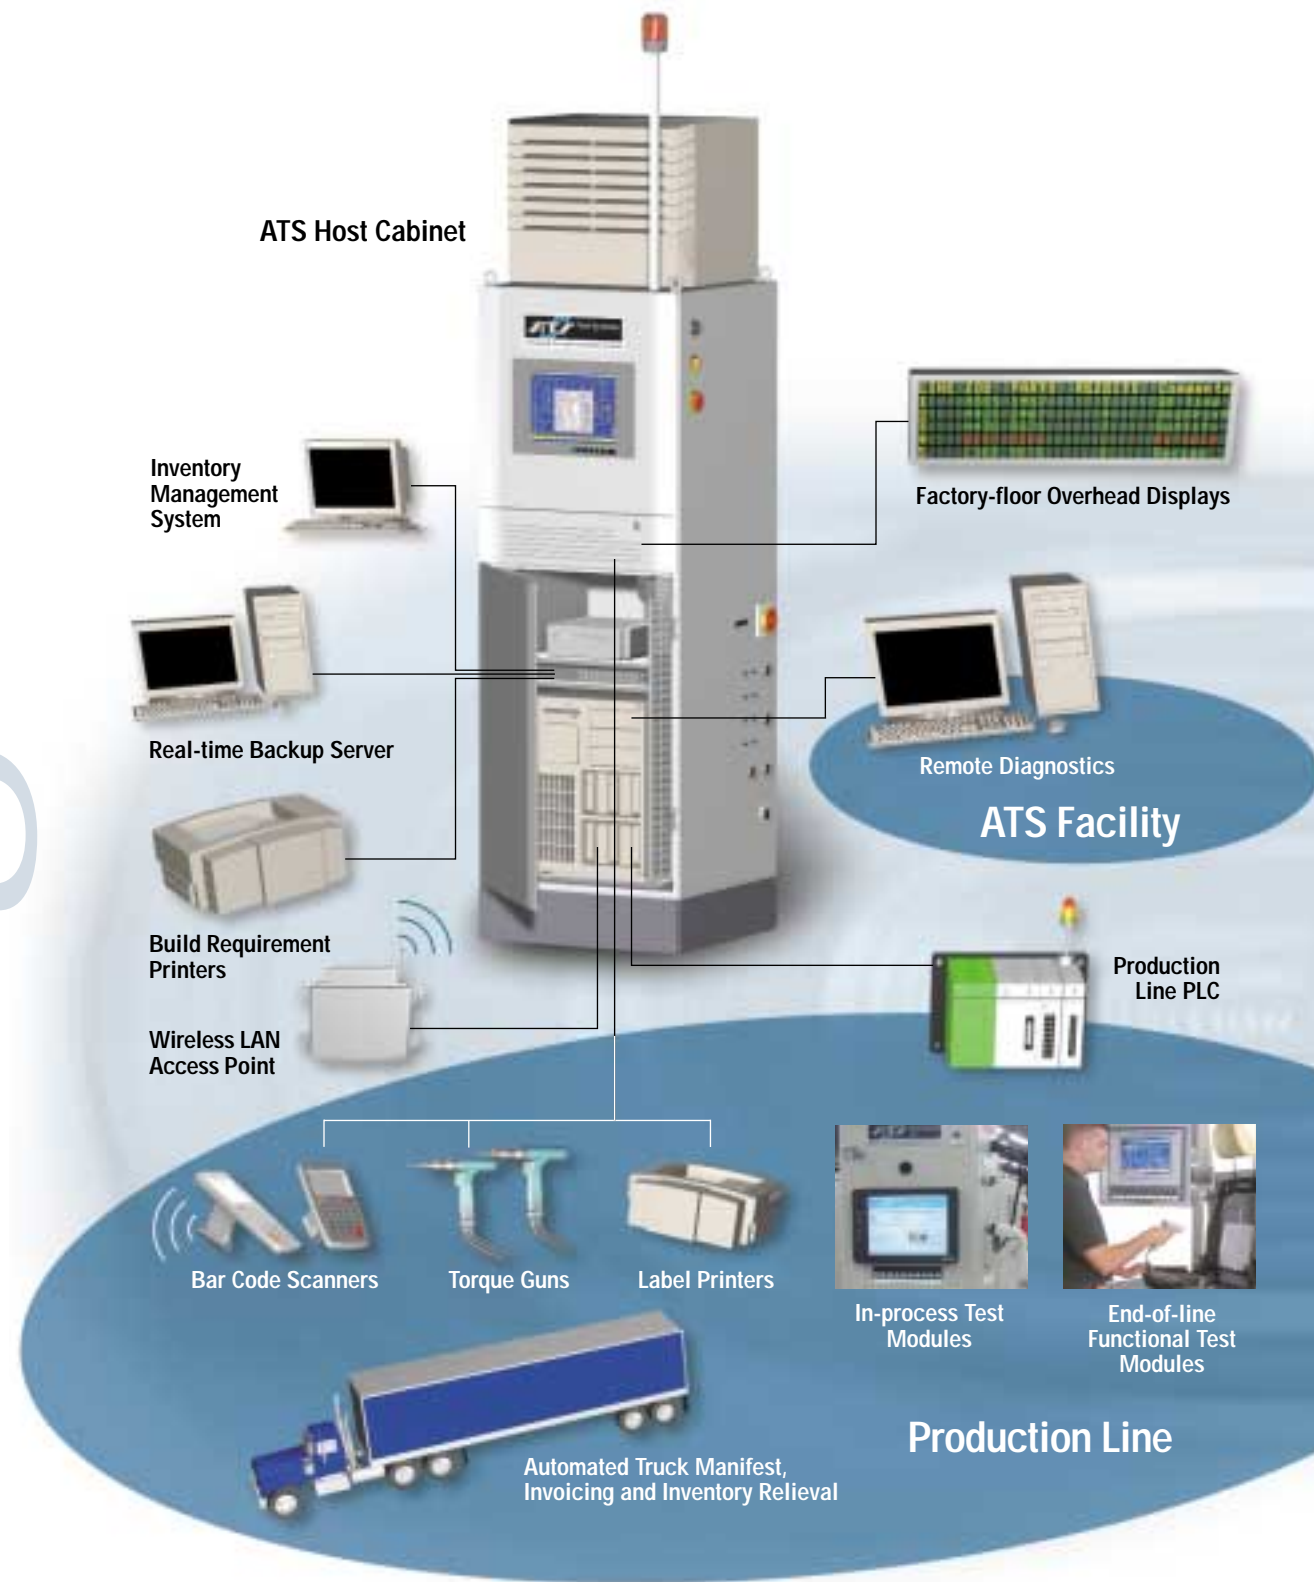 ATS Host Cabinet
Inventory
Management
System
Factory-floor Overhead Displays
Real-time Backup Server
Remote Diagnostics
ATS Facility
Build Requirement
Printers
Production
Line PLC
Wireless LAN
Access Point
Bar Code Scanners
Torque Guns
Label Printers
In-process Test
Modules
End-of-line
Functional Test
Modules
Production Line
Automated Truck Manifest,
Invoicing and Inventory Relieval